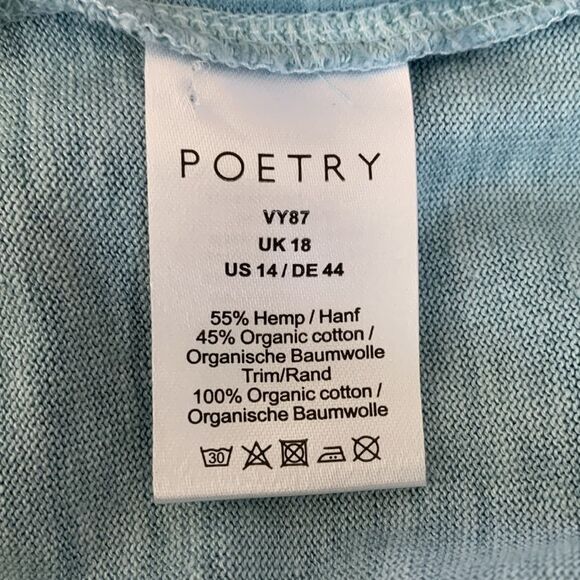 POETRY
VY87
UK 18
US 14 / DE 44
55% Hemp / Hanf
45% Organic cotton /
Organische Baumwolle
Trim/Rand
100% Organic cotton /
Organische Baumwolle
30